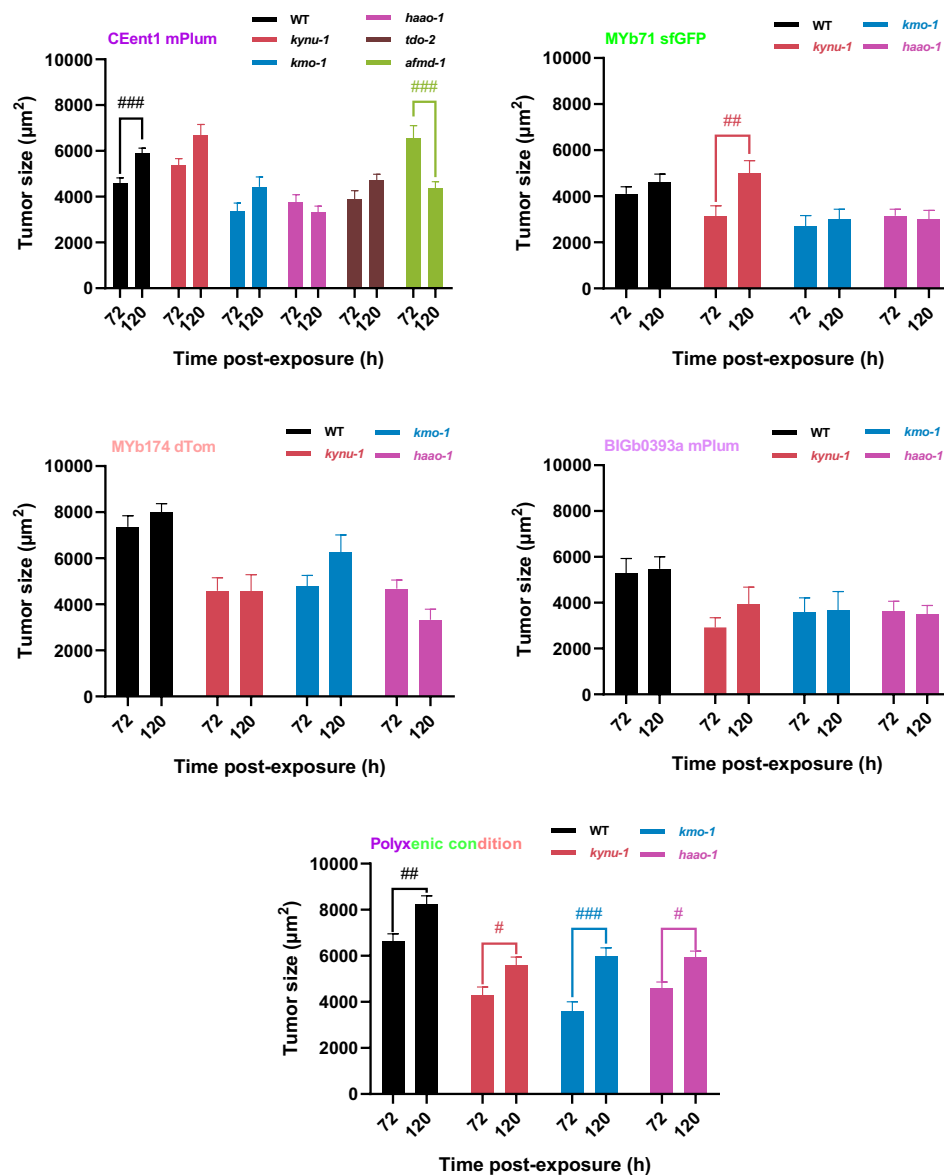 CEent1 mPlum
WT
kynu-1
kmo-1
haao-1
tdo-2
afmd-1
Tumor size (µm²)
10000
8000
6000
4000
2000
0
###
###
72 120 72 120 72 120 72 120 72 120 72 120
Time post-exposure (h)
MYb71 sfGFP
WT
kynu-1
kmo-1
haao-1
Tumor size (µm²)
10000
8000
6000
4000
2000
0
##
72 120 72 120 72 120 72 120
Time post-exposure (h)
MYb174 dTom
WT
kynu-1
kmo-1
haao-1
Tumor size (µm²)
10000
8000
6000
4000
2000
0
72 120 72 120 72 120 72 120
Time post-exposure (h)
BIGb0393a mPlum
WT
kynu-1
kmo-1
haao-1
Tumor size (µm²)
10000
8000
6000
4000
2000
0
72 120 72 120 72 120 72 120
Time post-exposure (h)
Polyxenic condition
WT
kynu-1
kmo-1
haao-1
Tumor size (µm²)
10000
8000
6000
4000
2000
0
##
#
###
#
72 120 72 120 72 120 72 120
Time post-exposure (h)